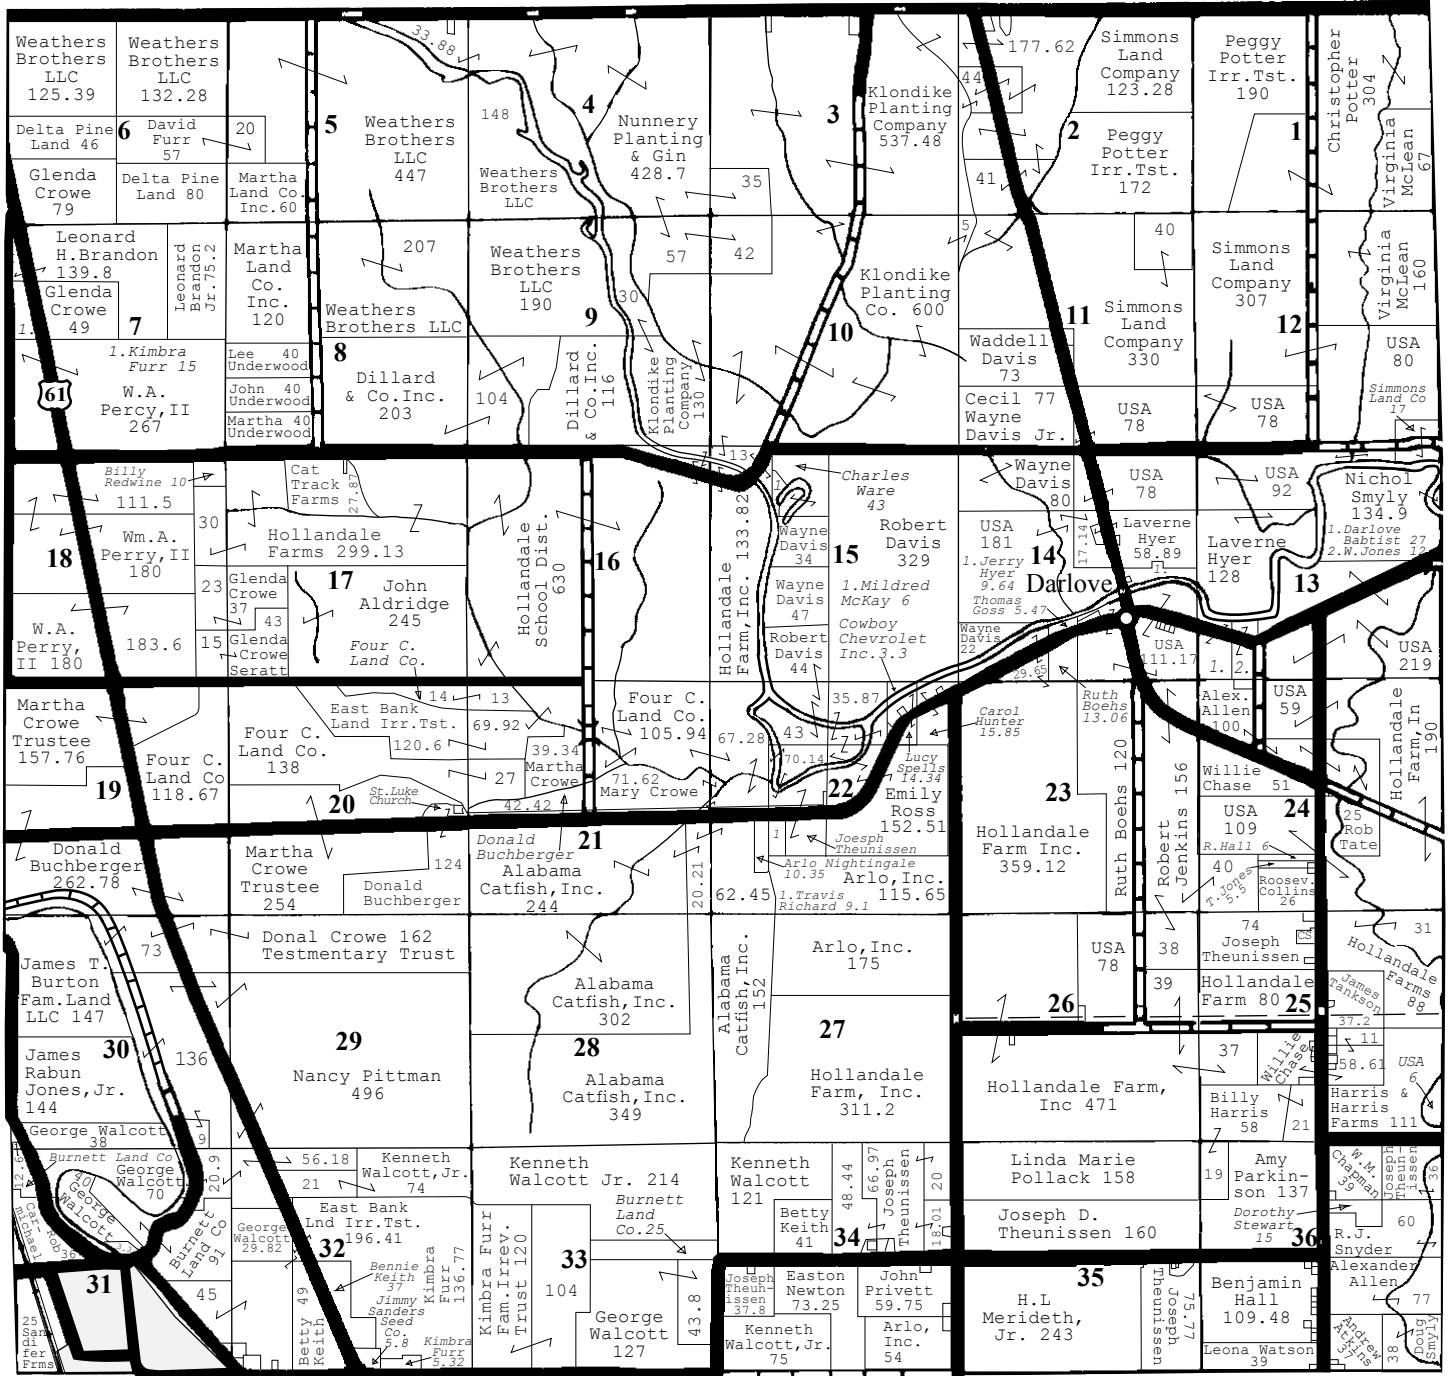 Weathers
Brothers
LLC
125.39
Weathers
Brothers
LLC
132.28
Delta Pine
Land 46
6
David
Furr
57
20
Glenda
Crowe
79
Delta Pine
Land 80
Martha
Land Co.
Inc.60
5
Weathers
Brothers
LLC
447
33.88
148
Weathers
Brothers
LLC
4
Nunnery
Planting
& Gin
428.7
35
42
57
3
Klondike
Planting
Company
537.48
177.62
44
41
5
2
Simmons
Land
Company
123.28
Peggy
Potter
Irr.Tst.
172
Peggy
Potter
Irr.Tst.
190
1
Christopher
Potter
304
Virginia
McLean
67
Leonard
H.Brandon
139.8
Leonard
Brandon
Jr.75.2
Glenda
Crowe
49
1.
7
1.Kimbra
Furr 15
W.A.
Percy,II
267
61
Martha
Land
Co.
Inc.
120
Lee 40
Underwood
John 40
Underwood
Martha 40
Underwood
207
Weathers
Brothers LLC
8
Dillard
& Co.Inc.
203
104
Weathers
Brothers
LLC
190
30
9
Dillard
& Co.Inc.
116
Klondike
Planting
Company
130
10
Klondike
Planting
Co. 600
13
Waddell
Davis
73
Cecil 77
Wayne
Davis Jr.
11
40
Simmons
Land
Company
330
USA
78
Simmons
Land
Company
307
12
USA
78
Virginia
McLean
160
USA
80
Simmons
Land Co
17
Billy
Redwine 10
111.5
30
18
Wm.A.
Perry,II
180
W.A.
Perry,
II 180
183.6
23
15
Cat
Track
Farms
27.87
Hollandale
Farms 299.13
Glenda
Crowe
37
43
Glenda
Crowe
Seratt
17
John
Aldridge
245
Four C.
Land Co.
Hollandale
School Dist.
630
16
Hollandale
Farm,Inc. 133.82
1
Charles
Ware
43
Wayne
Davis
34
15
Robert
Davis
329
Wayne
Davis
47
1.Mildred
McKay 6
Robert
Davis
44
Cowboy
Chevrolet
Inc.3.3
Wayne
Davis
80
USA
181
14
1.Jerry
Hyer
9.64
Darlove
Thomas
Goss 5.47
Wayne
Davis
22
17.14
USA
78
Laverne
Hyer
58.89
1.
USA
92
Laverne
Hyer
128
13
Nichol
Smyly
134.9
1.Darlove
Babtist 27
2.W.Jones 12
USA
111.17
1.
2.
USA
219
Martha
Crowe
Trustee
157.76
19
Four C.
Land Co
118.67
Four C.
Land Co.
138
20
14
13
East Bank
Land Irr.Tst.
69.92
120.6
27
St.Luke
Church
39.34
Martha
Crowe
42.42
Four C.
Land Co.
105.94
71.62
Mary Crowe
21
67.28
43
35.87
70.14
22
Lucy
Spells
14.34
Carol
Hunter
15.85
29.65
Ruth
Boehs
13.06
Emily
Ross
152.51
Joesph
Theunissen
1
Arlo Nightingale
10.35
Arlo,Inc.
115.65
1.Travis
Richard 9.1
62.45
20.21
23
Hollandale
Farm Inc.
359.12
Ruth Boehs 120
Robert
Jenkins 156
Alex.
Allen
100
USA
59
Willie
Chase 51
24
USA
109
R.Hall 6
40
T.Jones
5.5
Roosev.
Collins
26
25
Rob
Tate
Hollandale
Farm,In
190
Donald
Buchberger
262.78
Martha
Crowe
Trustee
254
124
Donald
Buchberger
Donald
Buchberger
Alabama
Catfish,Inc.
244
73
Donal Crowe 162
Testmentary Trust
James T.
Burton
Fam.Land
LLC 147
30
James
Rabun
Jones,Jr.
144
136
George Walcott
38
9
29
Nancy Pittman
496
Alabama
Catfish,Inc.
302
28
Alabama
Catfish,Inc.
349
Alabama
Catfish,Inc.
152
Arlo,Inc.
175
27
Hollandale
Farm,Inc.
311.2
26
USA
78
38
39
74
Joseph
Theunissen
CS
Hollandale
Farm 80
25
31
Hollandale
Farms
88
James
Tankson
37.2
11
58.61
USA
6
Hollandale Farm,
Inc 471
37
Willie
Chase
Billy
Harris
58
21
Harris &
Harris
Farms 111
12.6
Burnett Land Co
George
Walcott
70
40
George
Walcott
20.9
Car-
michael
Rob
36
3.3
Burnett
Land Co
91
31
45
25
San
di
fer
Frms
56.18
21
Kenneth
Walcott,Jr.
74
George
Walcott
29.82
East Bank
Lnd Irr.Tst.
196.41
32
Bennie
Keith
37
Kimbra
Furr
136.77
Jimmy
Sanders
Seed
Co.
5.8
Kimbra
Furr
5.32
Betty 49
Keith
Kenneth
Walcott Jr. 214
Kimbra Furr
Fam.Irrev.
Trust 120
Burnett
Land
Co.25
33
104
George
Walcott
127
43.8
Kenneth
Walcott
121
48.44
66.97
Joseph
Theunissen
20
18.01
Betty
Keith
41
34
Joseph
Theun-
issen
37.8
Easton
Newton
73.25
John
Privett
59.75
Kenneth
Walcott,Jr.
75
Arlo,
Inc.
54
Linda Marie
Pollack 158
Joseph D.
Theunissen 160
35
H.L
Merideth,
Jr. 243
Joseph
Theunissen
75.77
19
Amy
Parkin-
son 137
Dorothy
Stewart
15
36
Benjamin
Hall
109.48
Leona Watson
39
W.M.
Chapman
39
Joseph
Theun-
issen
36
60
R.J.
Snyder
Alexander
Allen
77
Andrew
Atkins
37
38
Doug
Smyly